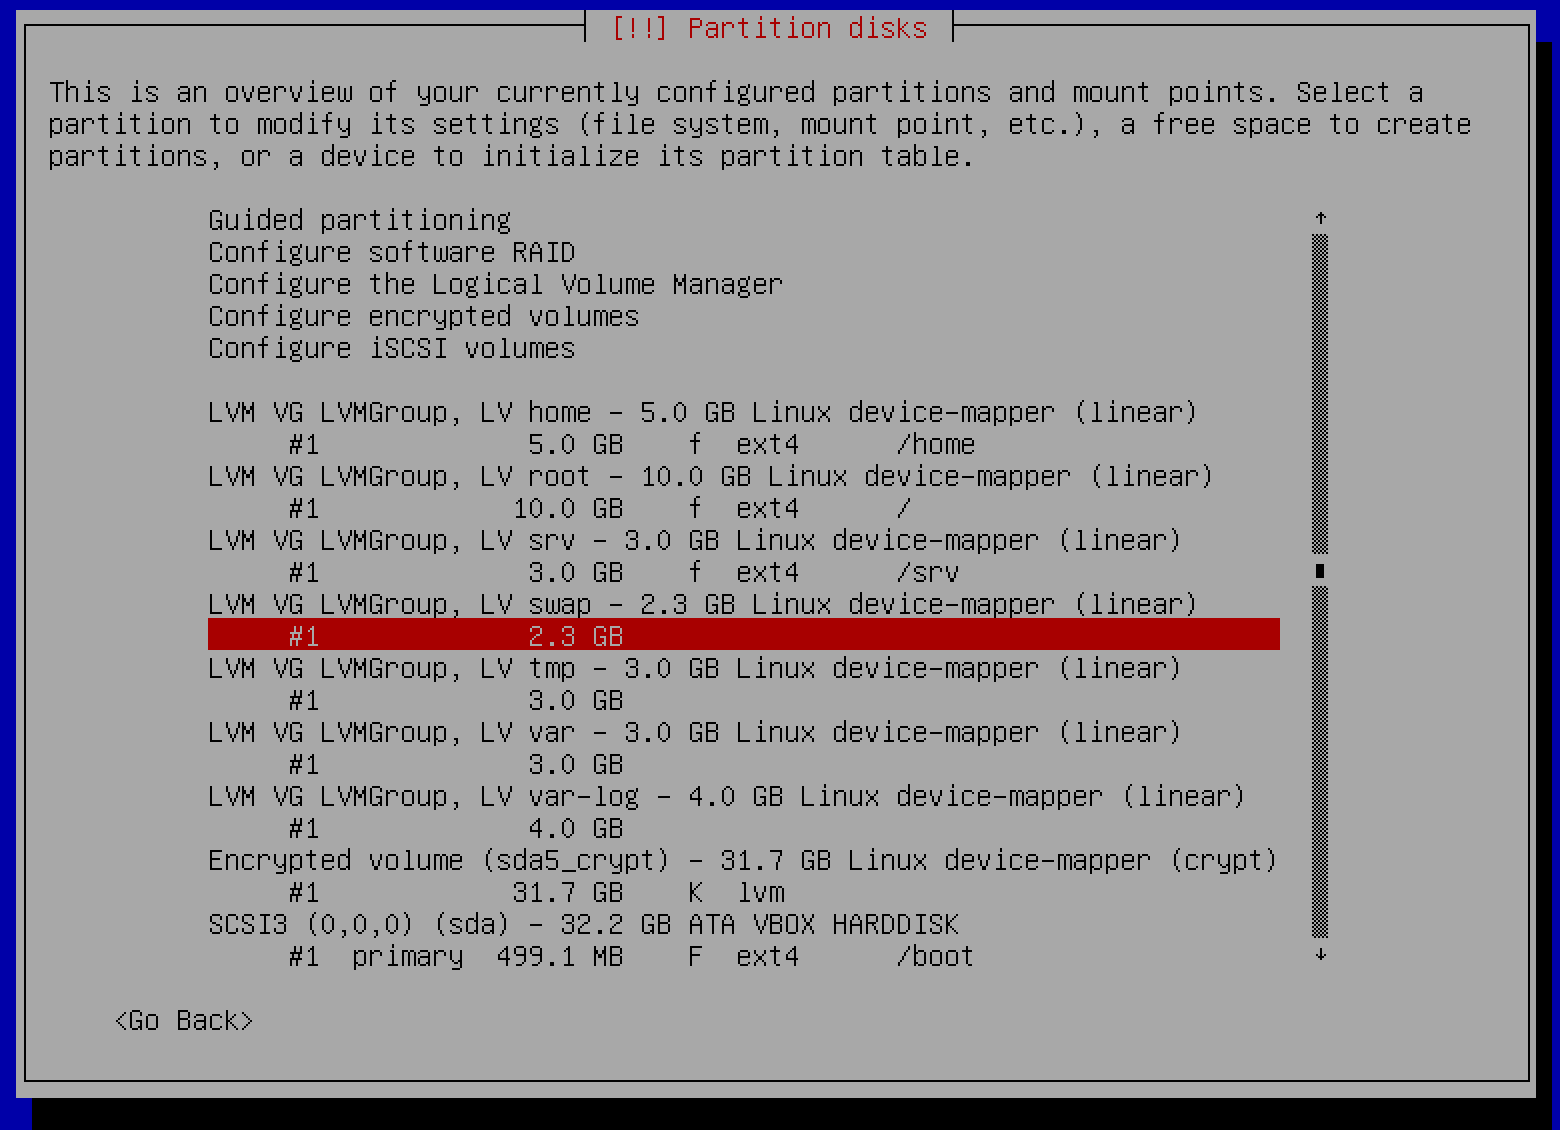 [!!] Partition disks
This is an overview of your currently configured partitions and mount points. Select a
partition to modify its settings (file system, mount point, etc.), a free space to create
partitions, or a device to initialize its partition table.
Guided partitioning
Configure software RAID
Configure the Logical Volume Manager
Configure encrypted volumes
Configure iSCSI volumes
LVM VG LVMGroup, LV home - 5.0 GB Linux device-mapper (linear)
#1 5.0 GB f ext4 /home
LVM VG LVMGroup, LV root - 10.0 GB Linux device-mapper (linear)
#1 10.0 GB f ext4 /
LVM VG LVMGroup, LV srv - 3.0 GB Linux device-mapper (linear)
#1 3.0 GB f ext4 /srv
LVM VG LVMGroup, LV swap - 2.3 GB Linux device-mapper (linear)
#1 2.3 GB
LVM VG LVMGroup, LV tmp - 3.0 GB Linux device-mapper (linear)
#1 3.0 GB
LVM VG LVMGroup, LV var - 3.0 GB Linux device-mapper (linear)
#1 3.0 GB
LVM VG LVMGroup, LV var-log - 4.0 GB Linux device-mapper (linear)
#1 4.0 GB
Encrypted volume (sda5_crypt) - 31.7 GB Linux device-mapper (crypt)
#1 31.7 GB K lvm
SCSI3 (0,0,0) (sda) - 32.2 GB ATA VBOX HARDDISK
#1 primary 499.1 MB F ext4 /boot
<Go Back>